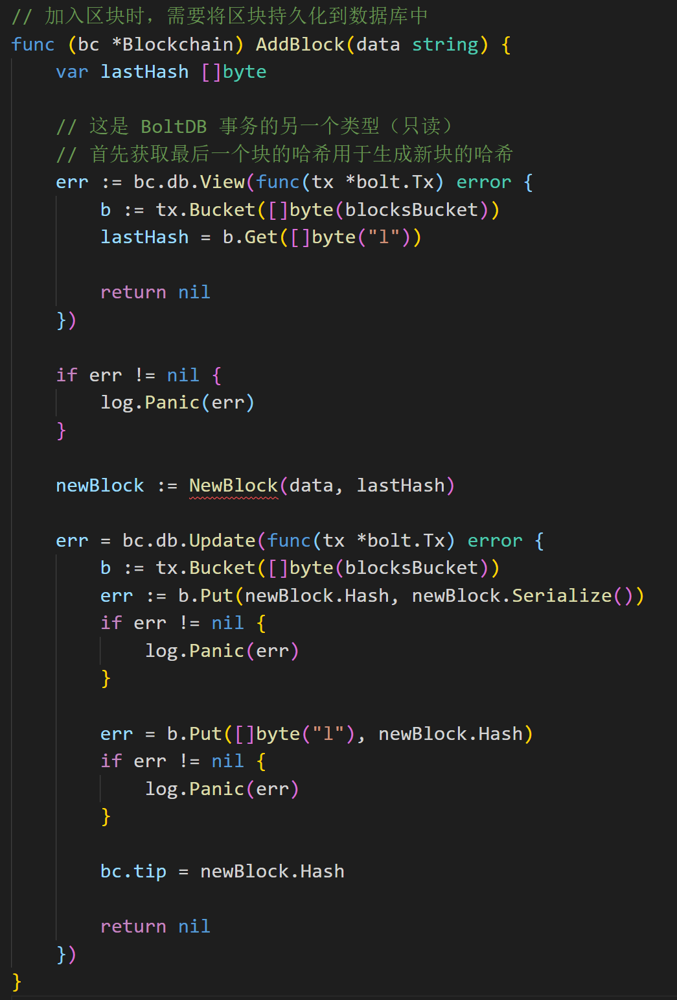 // 加入区块时，需要将区块持久化到数据库中
func (bc *Blockchain) AddBlock(data string) {
    var lastHash []byte

    // 这是 BoltDB 事务的另一个类型（只读）
    // 首先获取最后一个块的哈希用于生成新块的哈希
    err := bc.db.View(func(tx *bolt.Tx) error {
        b := tx.Bucket([]byte(blocksBucket))
        lastHash = b.Get([]byte("l"))

        return nil
    })

    if err != nil {
        log.Panic(err)
    }

    newBlock := NewBlock(data, lastHash)

    err = bc.db.Update(func(tx *bolt.Tx) error {
        b := tx.Bucket([]byte(blocksBucket))
        err := b.Put(newBlock.Hash, newBlock.Serialize())
        if err != nil {
            log.Panic(err)
        }

        err = b.Put([]byte("l"), newBlock.Hash)
        if err != nil {
            log.Panic(err)
        }

        bc.tip = newBlock.Hash

        return nil
    })
}